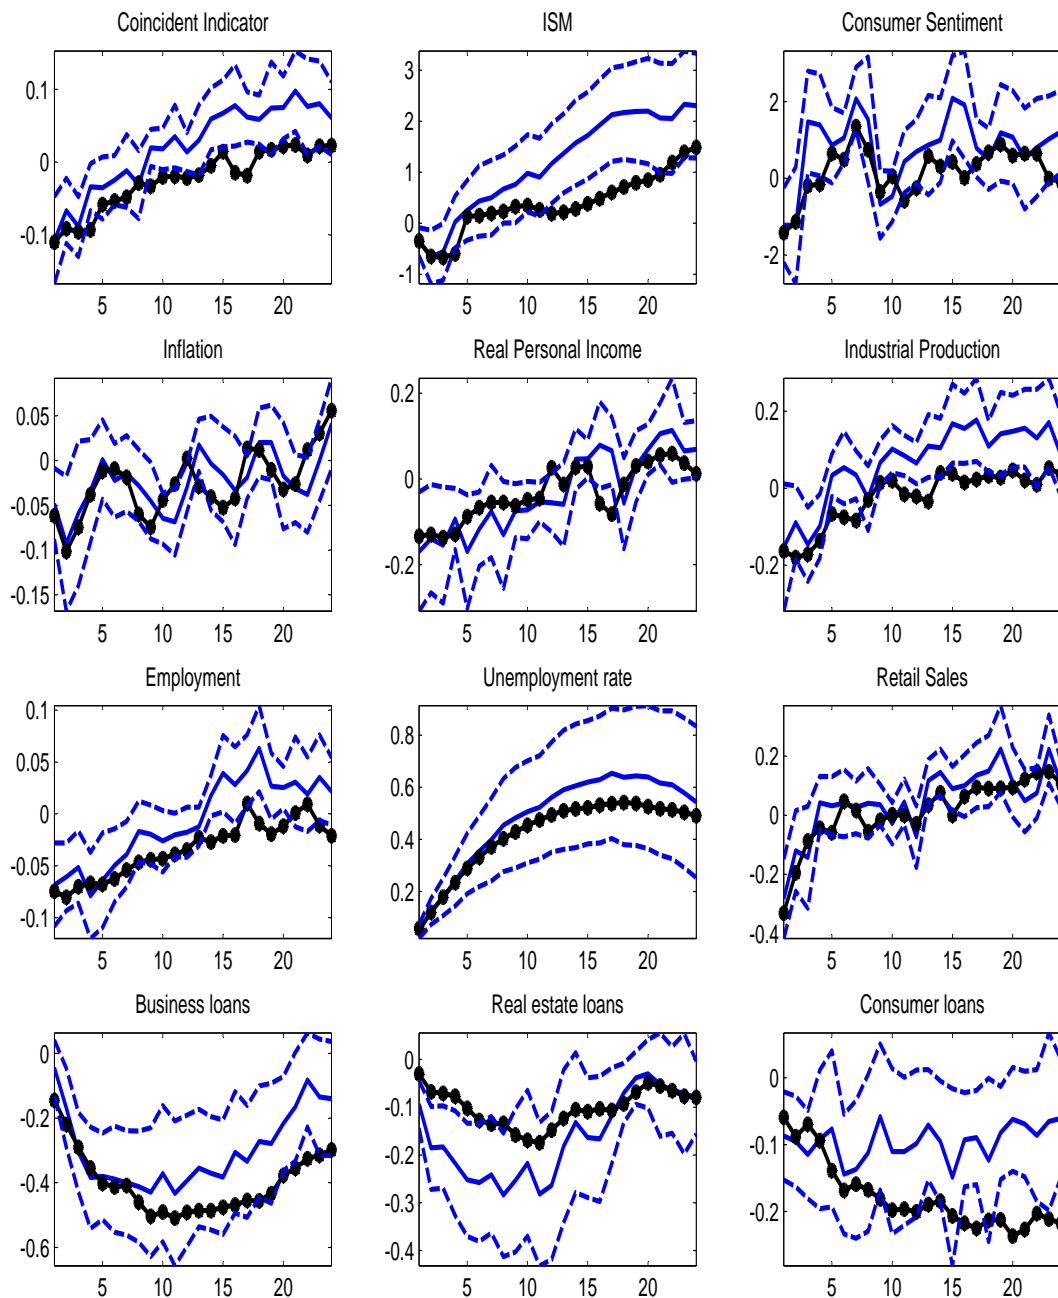 Coincident Indicator ISM Consumer Sentiment
0.1 0 -0.1
5 10 15 20
3 2 1 0 -1
5 10 15 20
2 0 -2
5 10 15 20
Inflation Real Personal Income Industrial Production
0.05 0 -0.05 -0.1 -0.15
5 10 15 20
0.2 0 -0.2
5 10 15 20
0.2 0 -0.2
5 10 15 20
Employment Unemployment rate Retail Sales
0.1 0.05 0 -0.05 -0.1
5 10 15 20
0.8 0.6 0.4 0.2
5 10 15 20
0.2 0 -0.2 -0.4
5 10 15 20
Business loans Real estate loans Consumer loans
0 -0.2 -0.4 -0.6
5 10 15 20
0 -0.1 -0.2 -0.3 -0.4
5 10 15 20
0 -0.1 -0.2
5 10 15 20